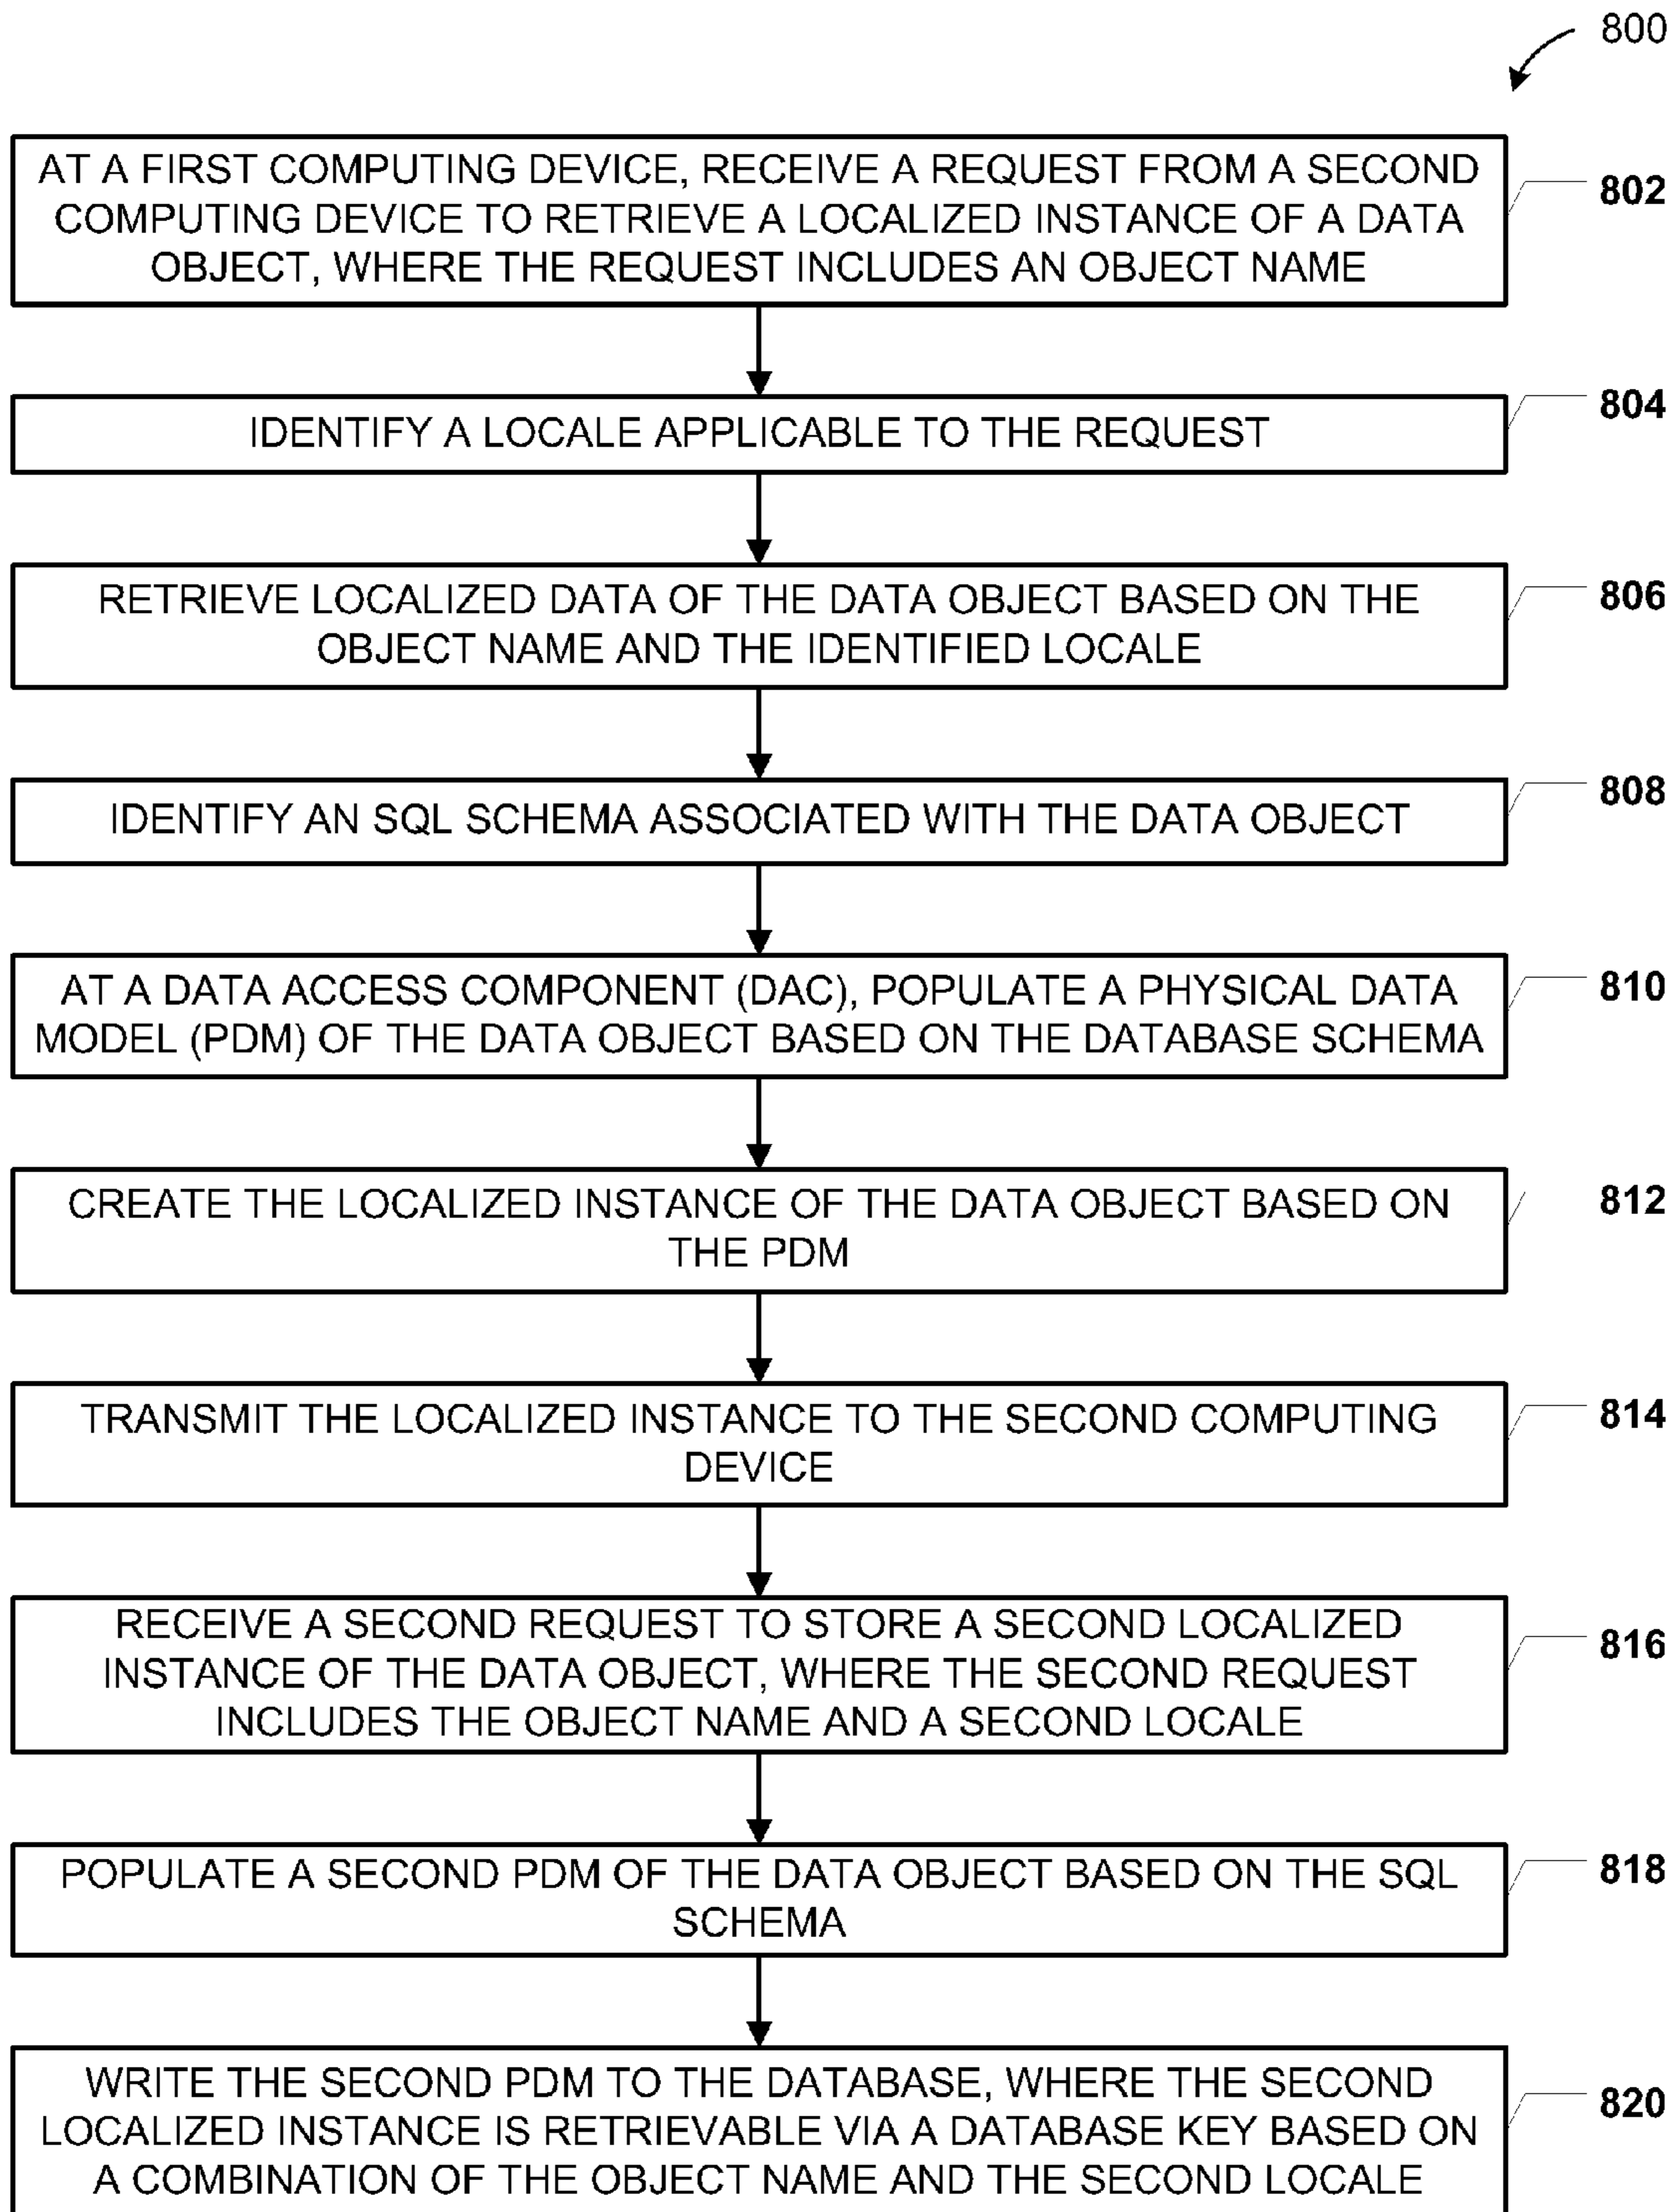 800
AT A FIRST COMPUTING DEVICE, RECEIVE A REQUEST FROM A SECOND
COMPUTING DEVICE TO RETRIEVE A LOCALIZED INSTANCE OF A DATA
OBJECT, WHERE THE REQUEST INCLUDES AN OBJECT NAME
802
IDENTIFY A LOCALE APPLICABLE TO THE REQUEST
804
RETRIEVE LOCALIZED DATA OF THE DATA OBJECT BASED ON THE
OBJECT NAME AND THE IDENTIFIED LOCALE
806
IDENTIFY AN SQL SCHEMA ASSOCIATED WITH THE DATA OBJECT
808
AT A DATA ACCESS COMPONENT (DAC), POPULATE A PHYSICAL DATA
MODEL (PDM) OF THE DATA OBJECT BASED ON THE DATABASE SCHEMA
810
CREATE THE LOCALIZED INSTANCE OF THE DATA OBJECT BASED ON
THE PDM
812
TRANSMIT THE LOCALIZED INSTANCE TO THE SECOND COMPUTING
DEVICE
814
RECEIVE A SECOND REQUEST TO STORE A SECOND LOCALIZED
INSTANCE OF THE DATA OBJECT, WHERE THE SECOND REQUEST
INCLUDES THE OBJECT NAME AND A SECOND LOCALE
816
POPULATE A SECOND PDM OF THE DATA OBJECT BASED ON THE SQL
SCHEMA
818
WRITE THE SECOND PDM TO THE DATABASE, WHERE THE SECOND
LOCALIZED INSTANCE IS RETRIEVABLE VIA A DATABASE KEY BASED ON
A COMBINATION OF THE OBJECT NAME AND THE SECOND LOCALE
820